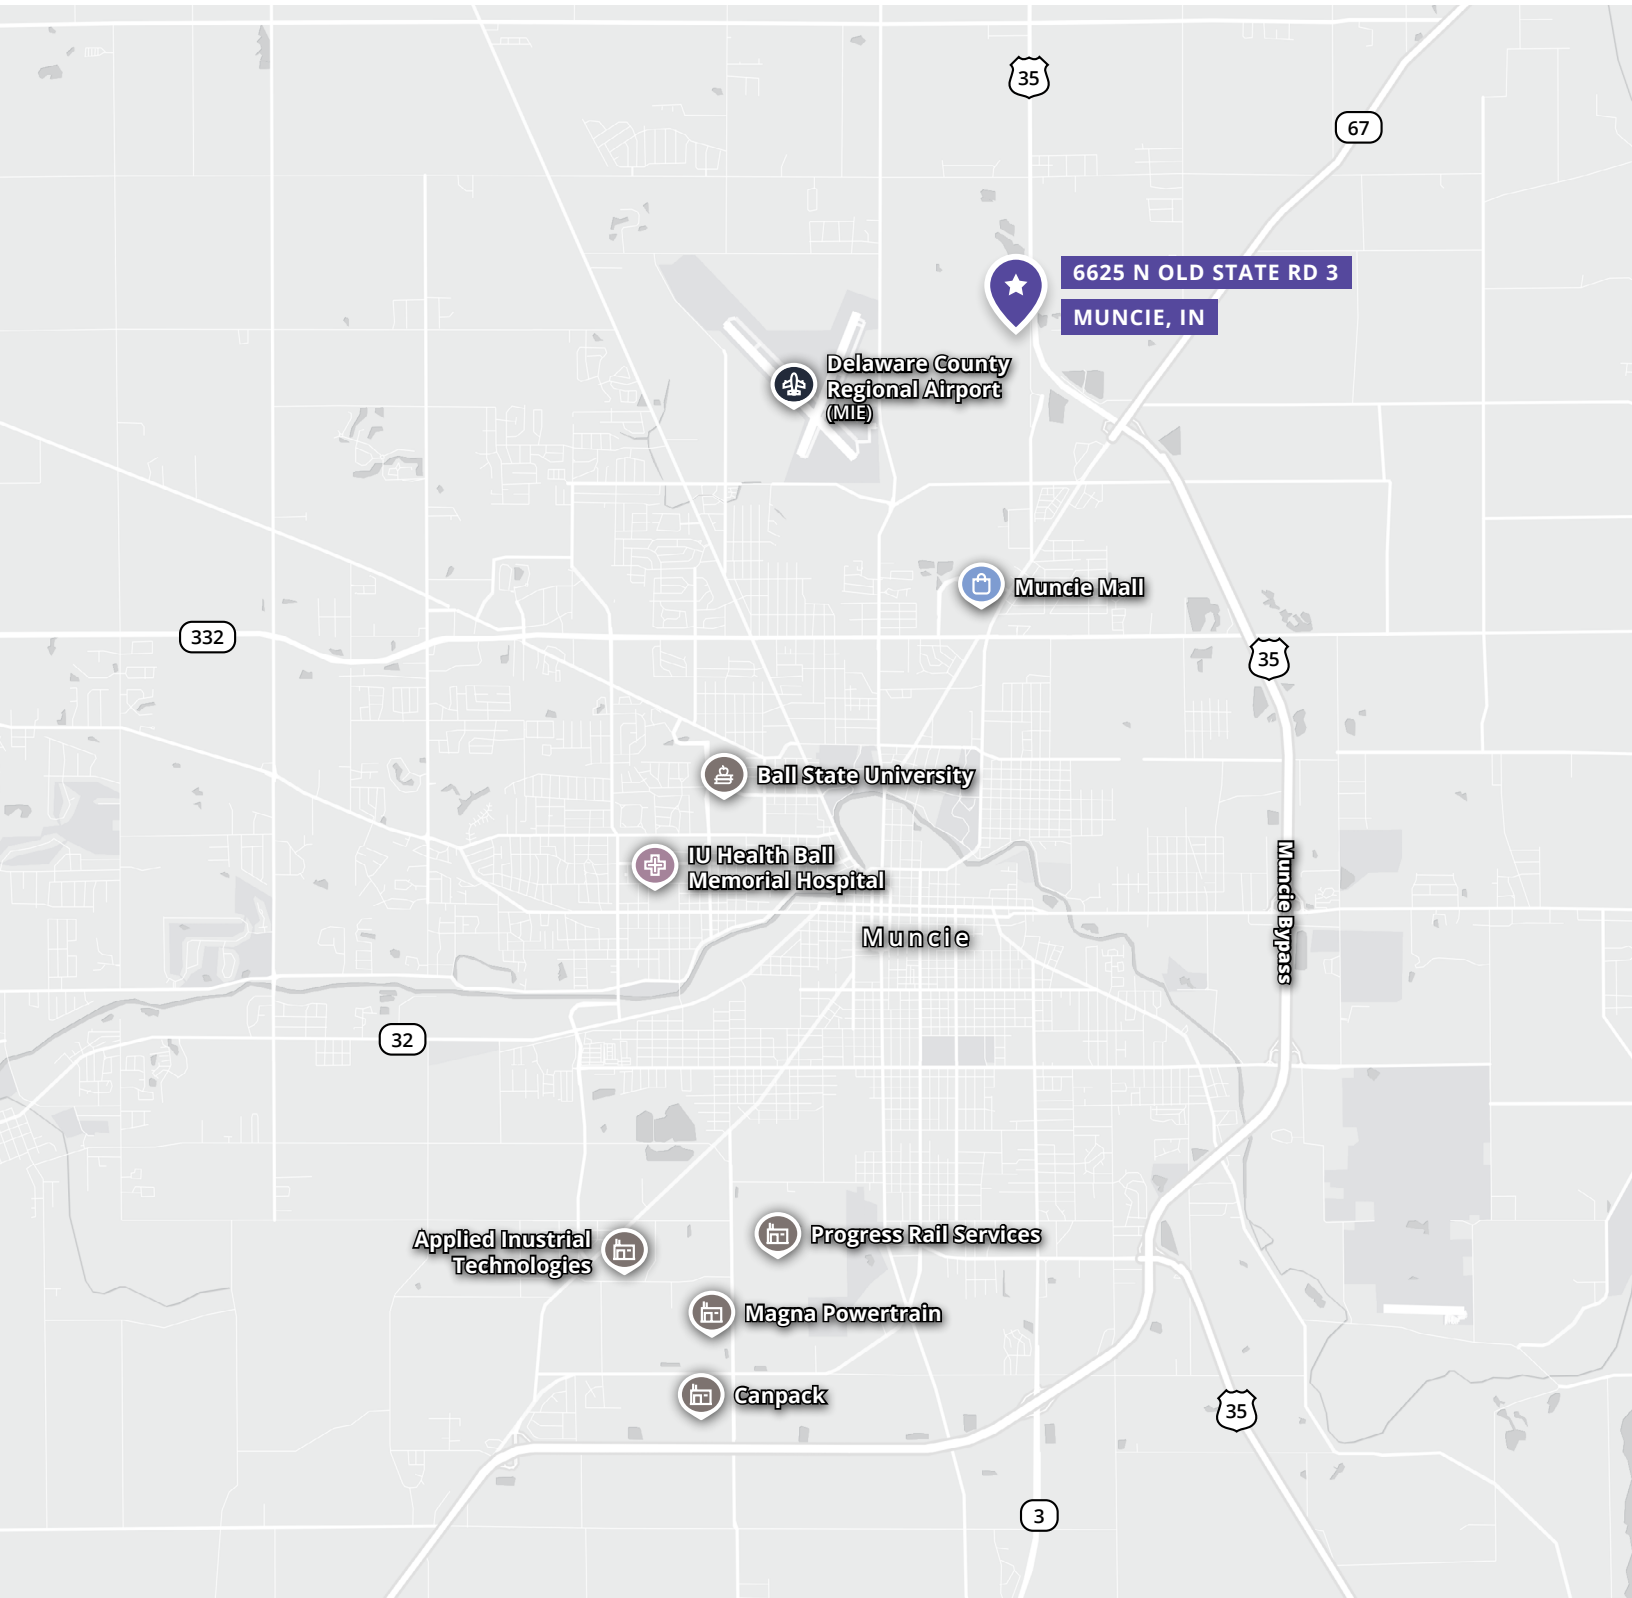 35
67
6625 N OLD STATE RD 3
MUNCIE, IN
Delaware County
Regional Airport
(MIE)
Muncie Mall
332
35
Ball State University
IU Health Ball
Memorial Hospital
Muncie Bypass
Muncie
32
Applied Inustrial
Technologies
Progress Rail Services
Magna Powertrain
Canpack
35
3